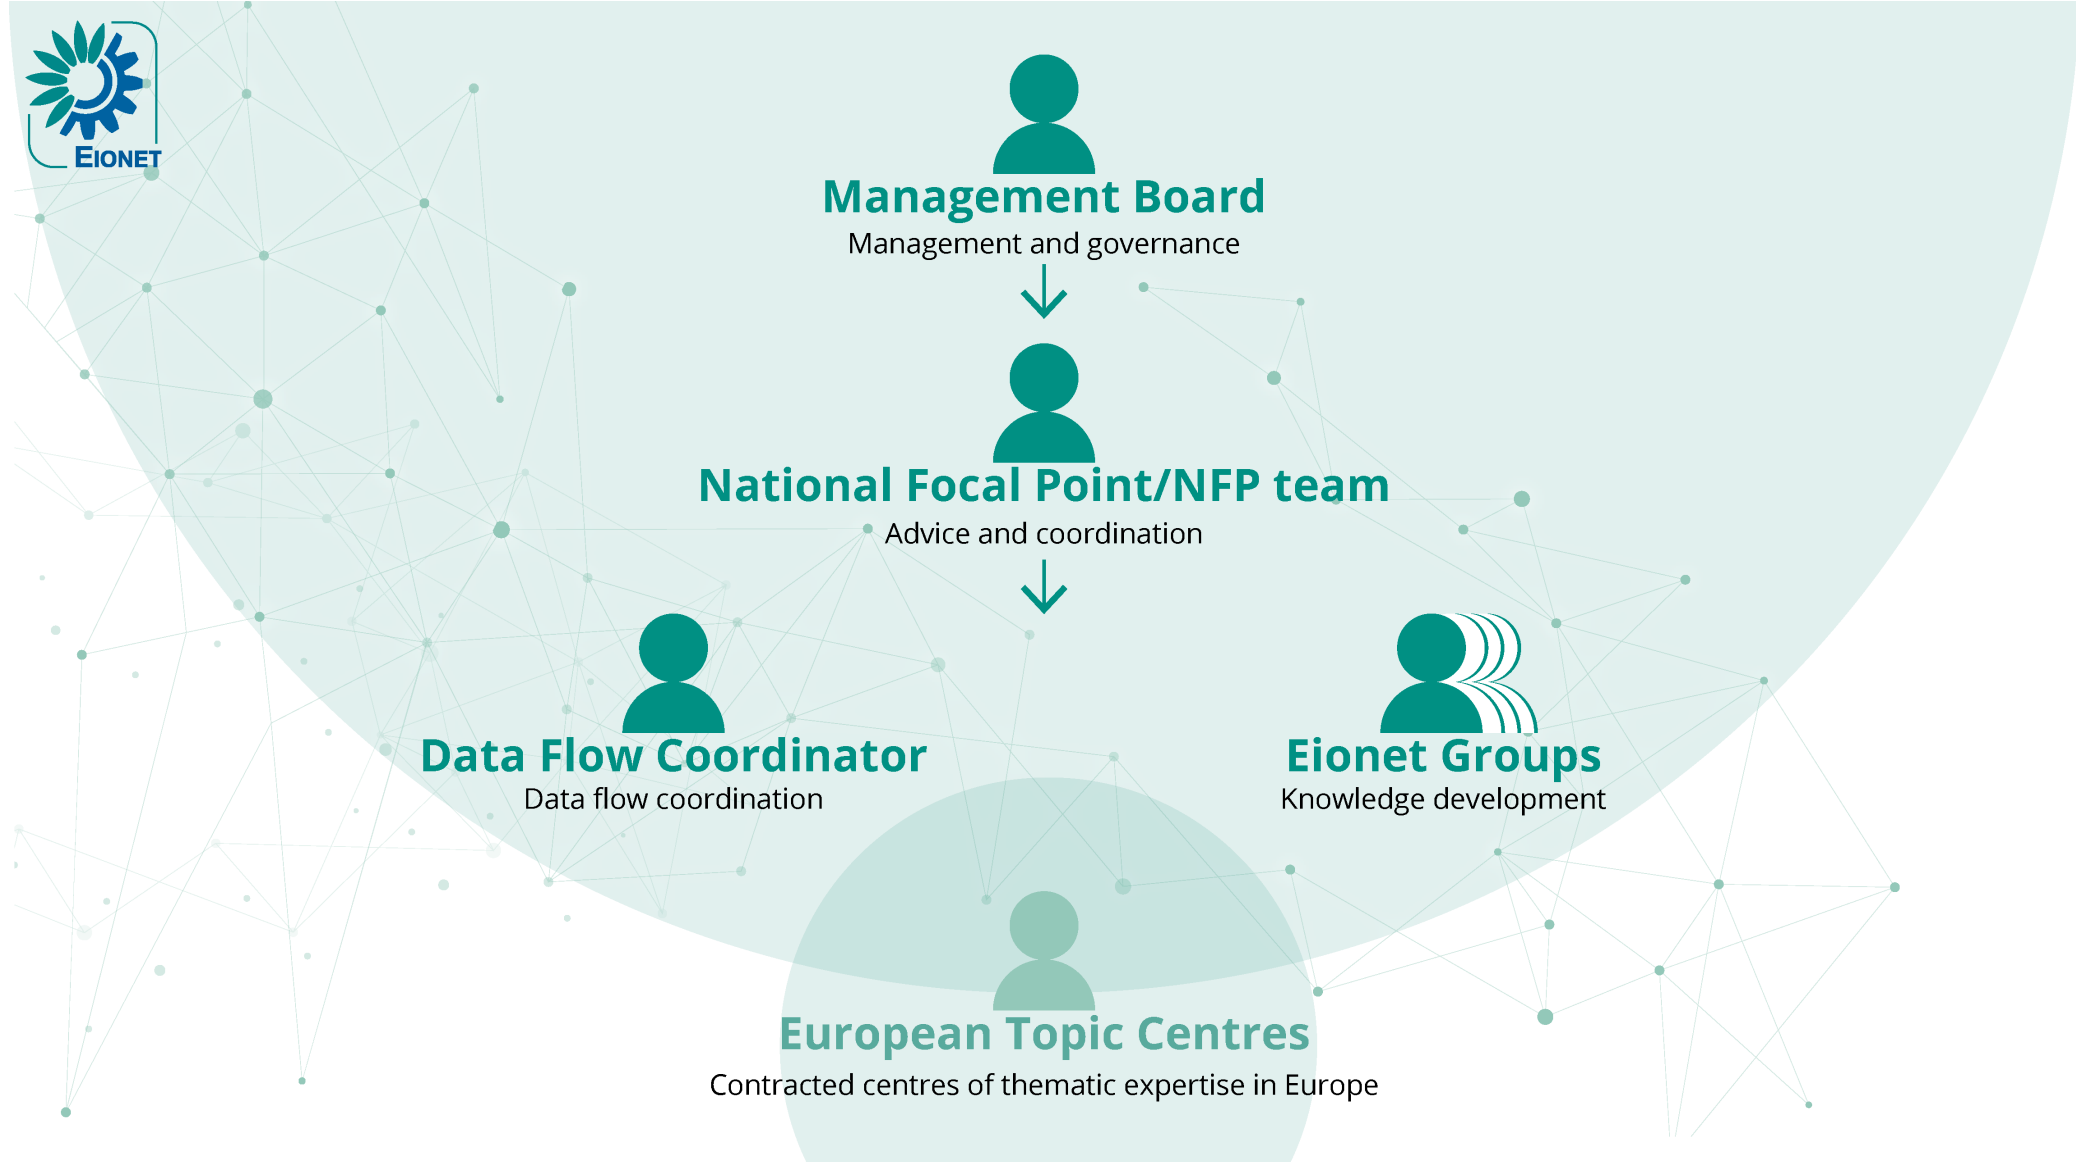 EIONET
Management Board
Management and governance
National Focal Point/NFP team
Advice and coordination
Data Flow Coordinator
Data flow coordination
Eionet Groups
Knowledge development
European Topic Centres
Contracted centres of thematic expertise in Europe